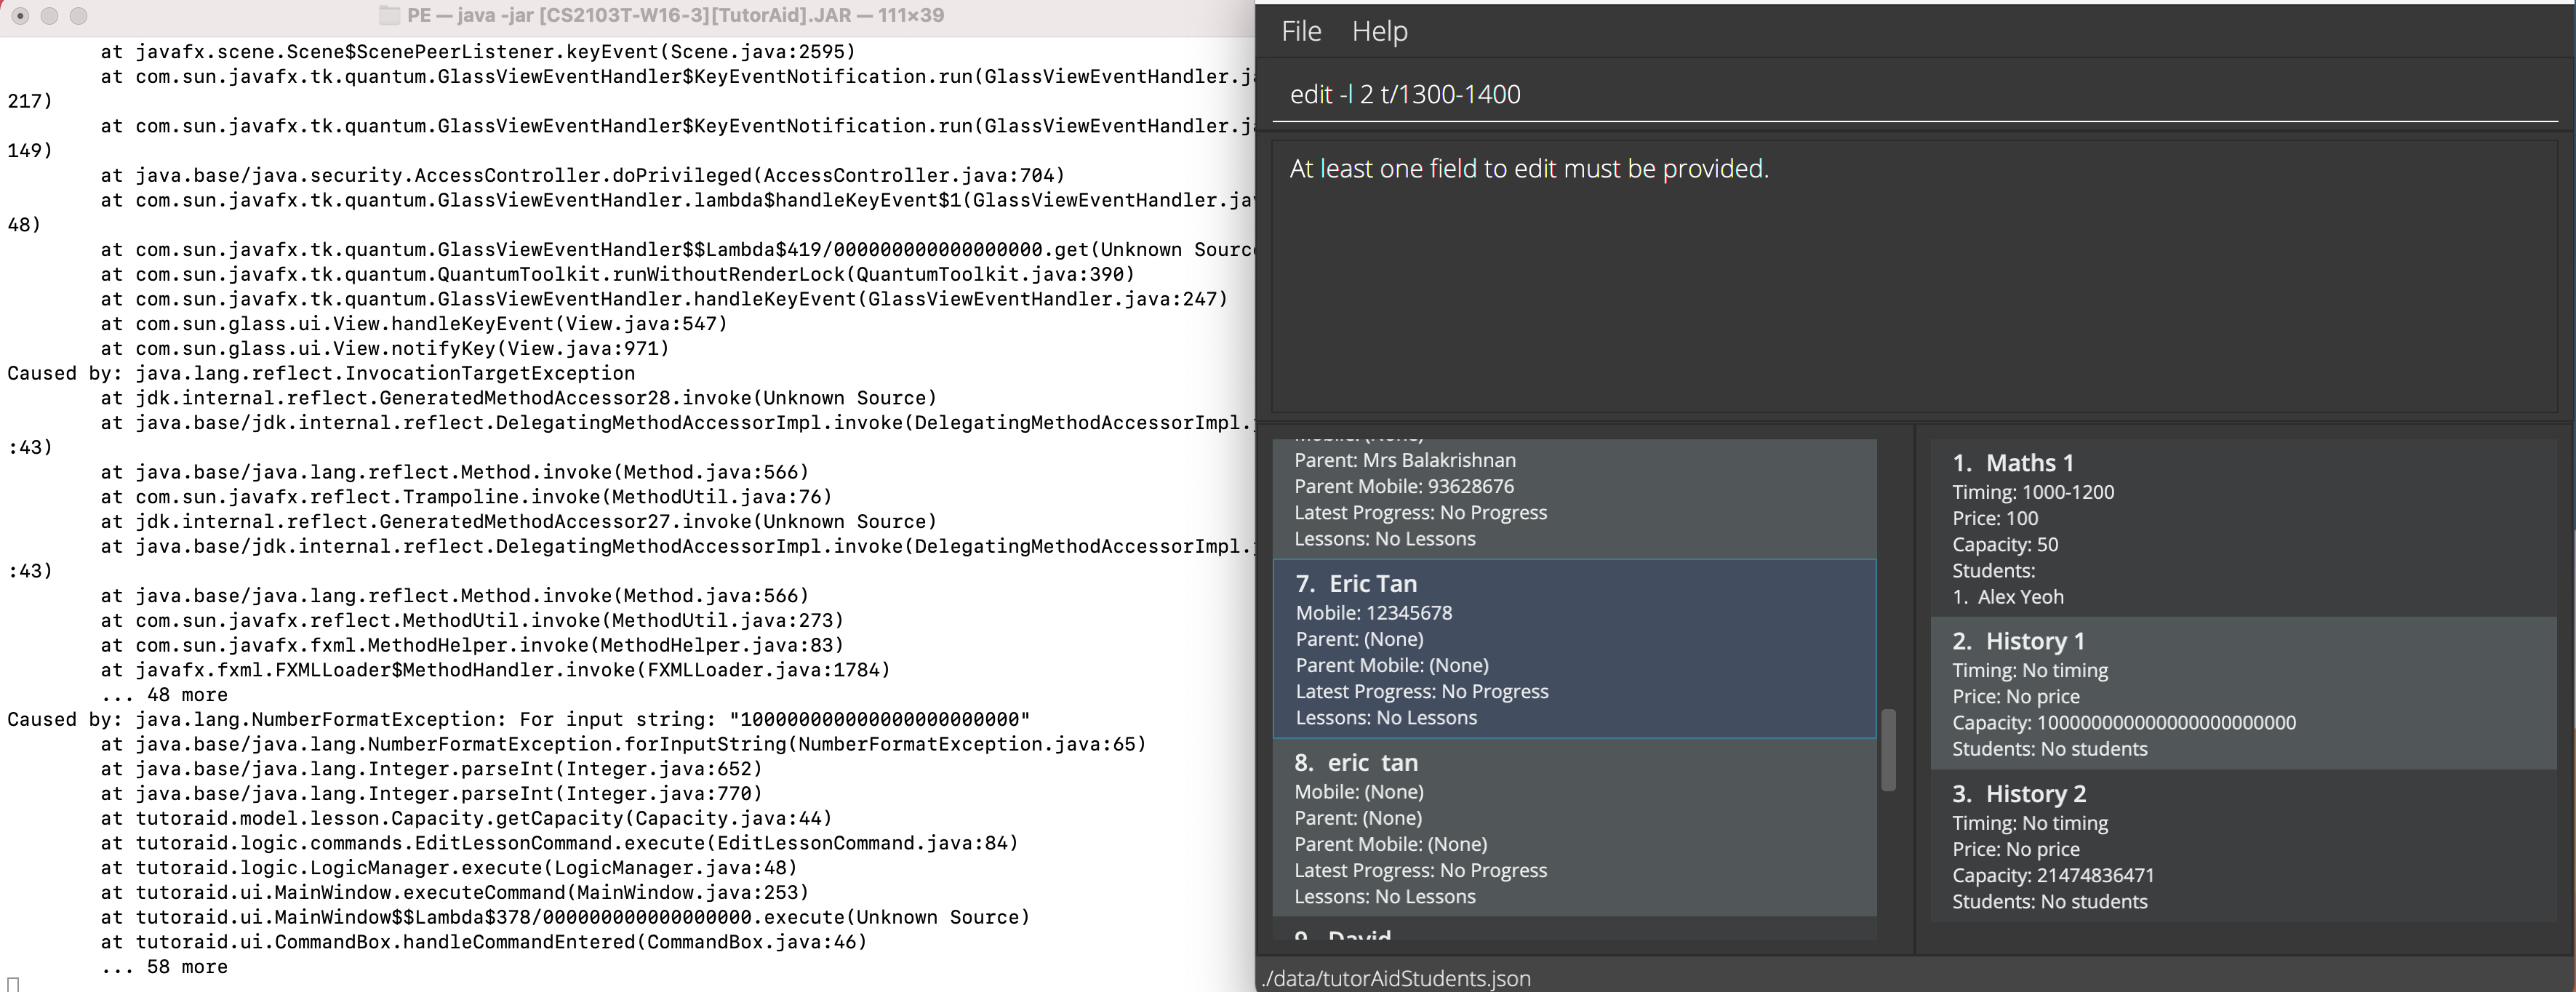 PE — java -jar [CS2103T-W16-3][TutorAid].JAR — 111×39
at javafx.scene.Scene$ScenePeerListener.keyEvent(Scene.java:2595)
at com.sun.javafx.tk.quantum.GlassViewEventHandler$KeyEventNotification.run(GlassViewEventHandler.ja
217)
at com.sun.javafx.tk.quantum.GlassViewEventHandler$KeyEventNotification.run(GlassViewEventHandler.ja
149)
at java.base/java.security.AccessController.doPrivileged(AccessController.java:704)
at com.sun.javafx.tk.quantum.GlassViewEventHandler.lambda$handleKeyEvent$1(GlassViewEventHandler.jav
48)
at com.sun.javafx.tk.quantum.GlassViewEventHandler$$Lambda$419/0000000000000000000.get(Unknown Source
at com.sun.javafx.tk.quantum.QuantumToolkit.runWithoutRenderLock(QuantumToolkit.java:390)
at com.sun.javafx.tk.quantum.GlassViewEventHandler.handleKeyEvent(GlassViewEventHandler.java:247)
at com.sun.glass.ui.View.handleKeyEvent(View.java:547)
at com.sun.glass.ui.View.notifyKey(View.java:971)
Caused by: java.lang.reflect.InvocationTargetException
at jdk.internal.reflect.GeneratedMethodAccessor28.invoke(Unknown Source)
at java.base/jdk.internal.reflect.DelegatingMethodAccessorImpl.invoke(DelegatingMethodAccessorImpl.j
:43)
at java.base/java.lang.reflect.Method.invoke(Method.java:566)
at com.sun.javafx.reflect.Trampoline.invoke(MethodUtil.java:76)
at jdk.internal.reflect.GeneratedMethodAccessor27.invoke(Unknown Source)
at java.base/jdk.internal.reflect.DelegatingMethodAccessorImpl.invoke(DelegatingMethodAccessorImpl.j
:43)
at java.base/java.lang.reflect.Method.invoke(Method.java:566)
at com.sun.javafx.reflect.MethodUtil.invoke(MethodUtil.java:273)
at com.sun.javafx.fxml.MethodHelper.invoke(MethodHelper.java:83)
at javafx.fxml.FXMLLoader$MethodHandler.invoke(FXMLLoader.java:1784)
... 48 more
Caused by: java.lang.NumberFormatException: For input string: "100000000000000000000000"
at java.base/java.lang.NumberFormatException.forInputString(NumberFormatException.java:65)
at java.base/java.lang.Integer.parseInt(Integer.java:652)
at java.base/java.lang.Integer.parseInt(Integer.java:770)
at tutoraid.model.lesson.Capacity.getCapacity(Capacity.java:44)
at tutoraid.logic.commands.EditLessonCommand.execute(EditLessonCommand.java:84)
at tutoraid.logic.LogicManager.execute(LogicManager.java:48)
at tutoraid.ui.MainWindow.executeCommand(MainWindow.java:253)
at tutoraid.ui.MainWindow$$Lambda$378/0000000000000000000.execute(Unknown Source)
at tutoraid.ui.CommandBox.handleCommandEntered(CommandBox.java:46)
... 58 more
File Help
edit -l 2 t/1300-1400
At least one field to edit must be provided.
Mobile: (None)
Parent: Mrs Balakrishnan
Parent Mobile: 93628676
Latest Progress: No Progress
Lessons: No Lessons
7. Eric Tan
Mobile: 12345678
Parent: (None)
Parent Mobile: (None)
Latest Progress: No Progress
Lessons: No Lessons
8. eric tan
Mobile: (None)
Parent: (None)
Parent Mobile: (None)
Latest Progress: No Progress
Lessons: No Lessons
9. David
1. Maths 1
Timing: 1000-1200
Price: 100
Capacity: 50
Students:
1. Alex Yeoh
2. History 1
Timing: No timing
Price: No price
Capacity: 100000000000000000000000
Students: No students
3. History 2
Timing: No timing
Price: No price
Capacity: 21474836471
Students: No students
./data/tutorAidStudents.json